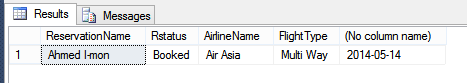 Results Messages
ReservationName Rstatus AirlineName FlightType (No column name)
1 Ahmed I-mon Booked Air Asia Multi Way 2014-05-14